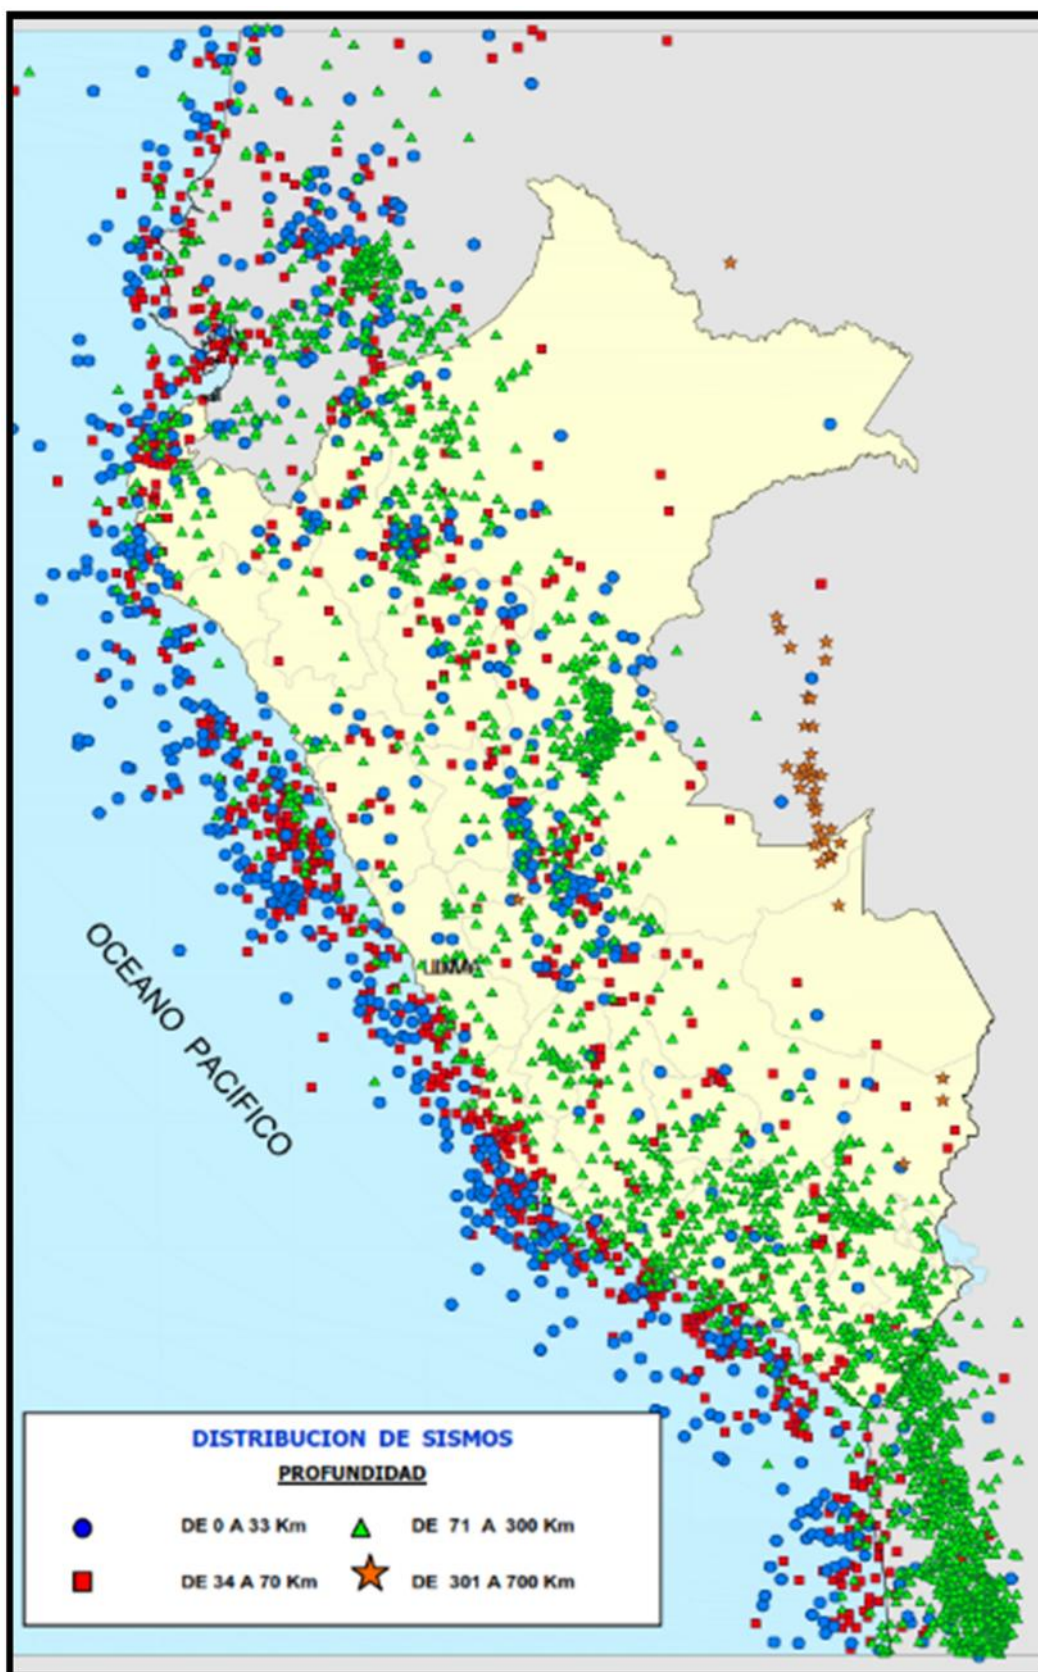 OCEANO PACIFICO
DISTRIBUCION DE SISMOS
PROFUNDIDAD
DE 0 A 33 Km
DE 71 A 300 Km
DE 34 A 70 Km
DE 301 A 700 Km